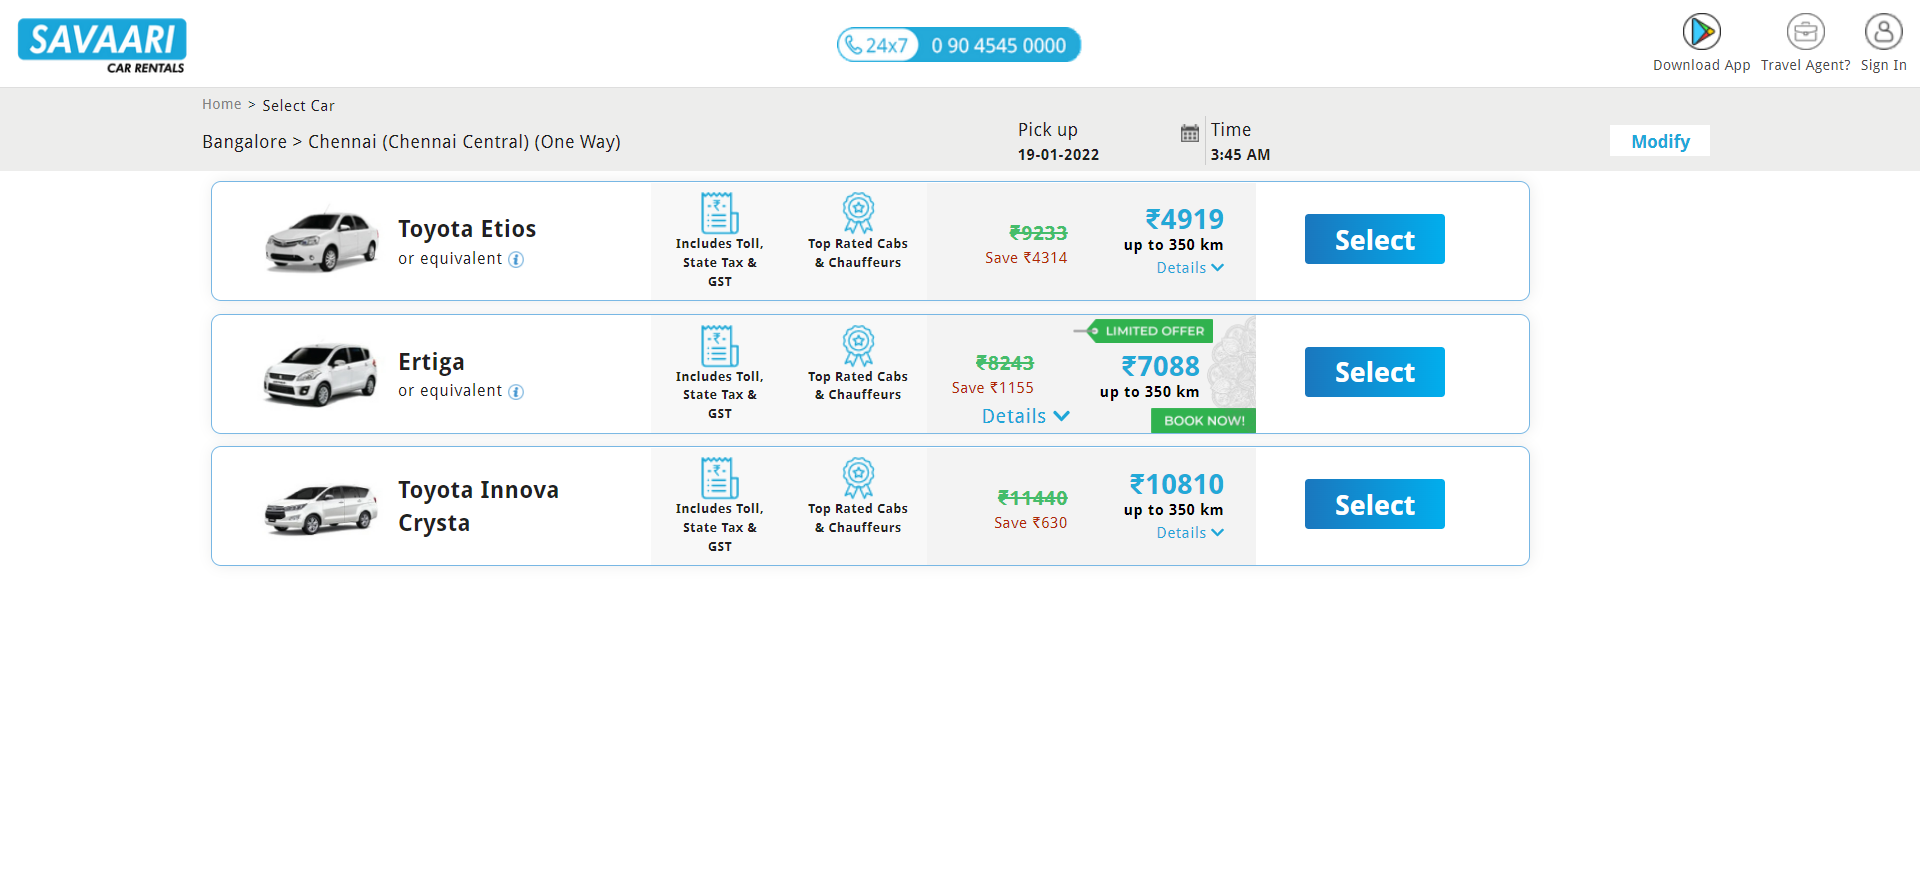 SAVAARI
CAR RENTALS
24x7 0 90 4545 0000
Download App
Travel Agent?
Sign In
Home > Select Car
Bangalore > Chennai (Chennai Central) (One Way)
Pick up
19-01-2022
Time
3:45 AM
Modify
Toyota Etios
or equivalent i
Includes Toll,
State Tax &
GST
Top Rated Cabs
& Chauffeurs
₹9233
Save ₹4314
₹4919
up to 350 km
Details
Select
Ertiga
or equivalent i
Includes Toll,
State Tax &
GST
Top Rated Cabs
& Chauffeurs
₹8243
Save ₹1155
Details
LIMITED OFFER
₹7088
up to 350 km
BOOK NOW!
Select
Toyota Innova
Crysta
Includes Toll,
State Tax &
GST
Top Rated Cabs
& Chauffeurs
₹11440
Save ₹630
₹10810
up to 350 km
Details
Select